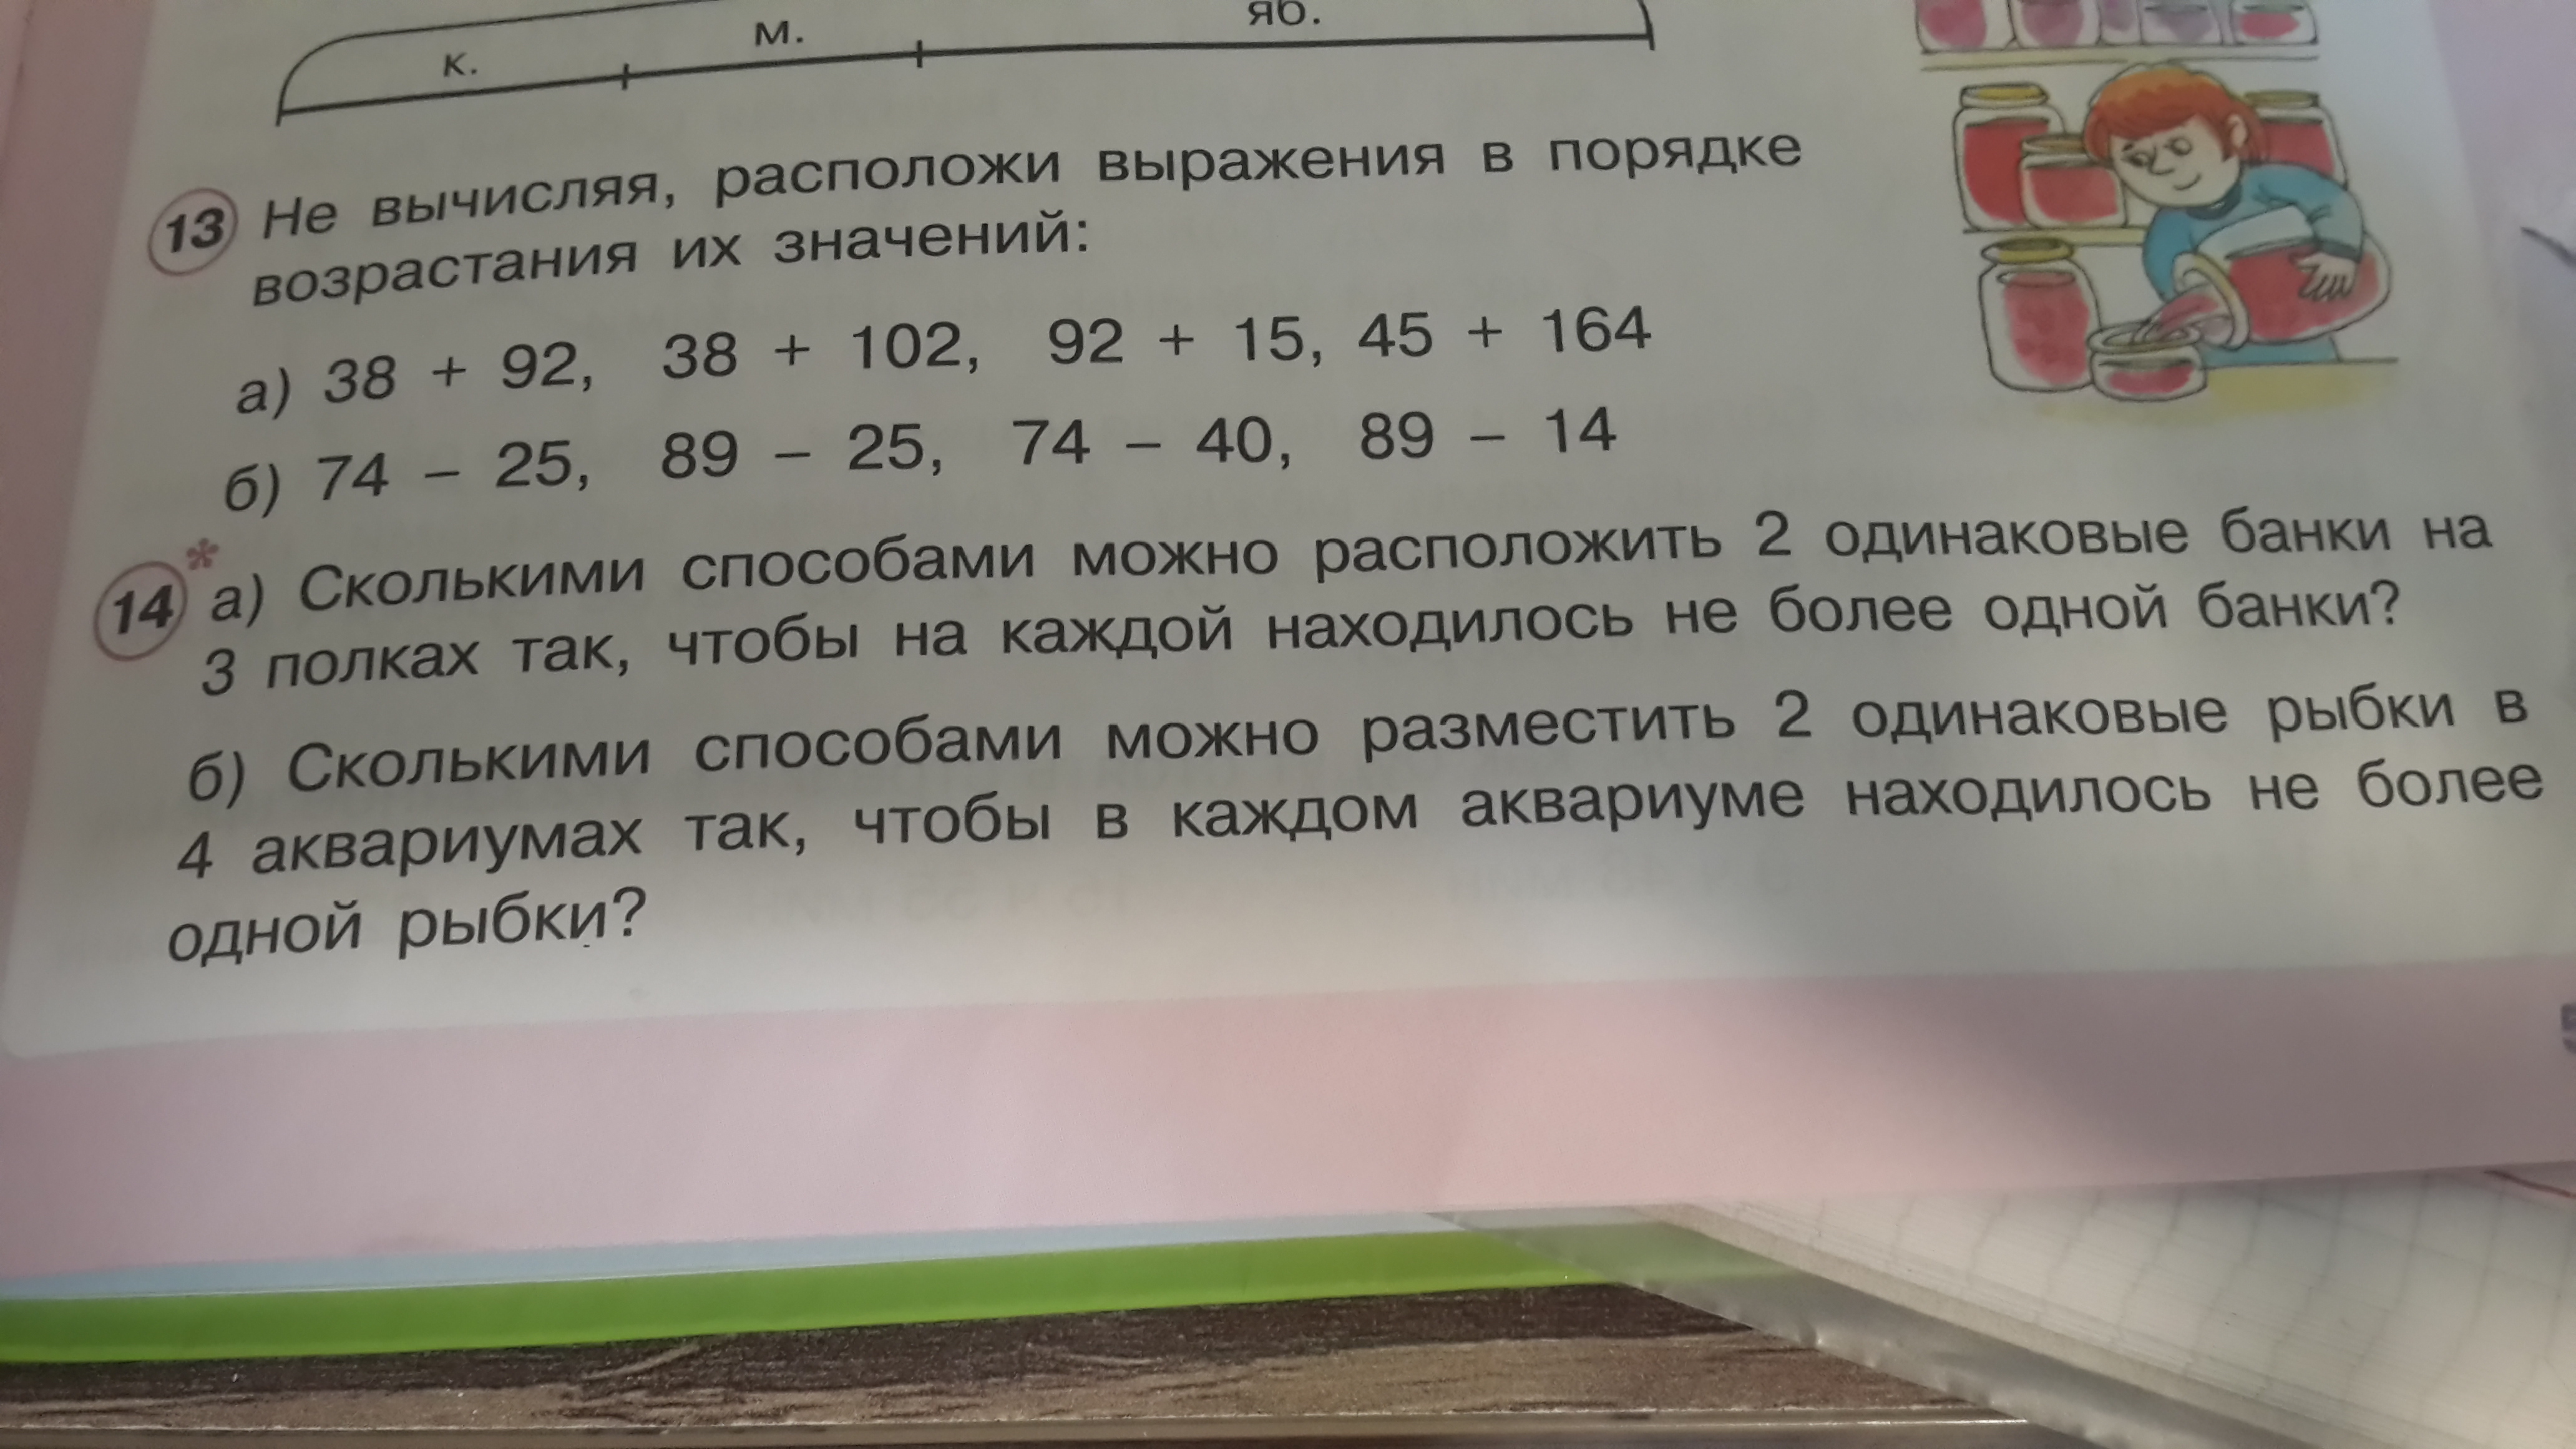 к. м. яб.
13 Не вычисляя, расположи выражения в порядке
возрастания их значений:
а) 38 + 92, 38 + 102, 92 + 15, 45 + 164
б) 74 – 25, 89 – 25, 74 – 40, 89 – 14
14* а) Сколькими способами можно расположить 2 одинаковые банки на
3 полках так, чтобы на каждой находилось не более одной банки?
б) Сколькими способами можно разместить 2 одинаковые рыбки в
4 аквариумах так, чтобы в каждом аквариуме находилось не более
одной рыбки?